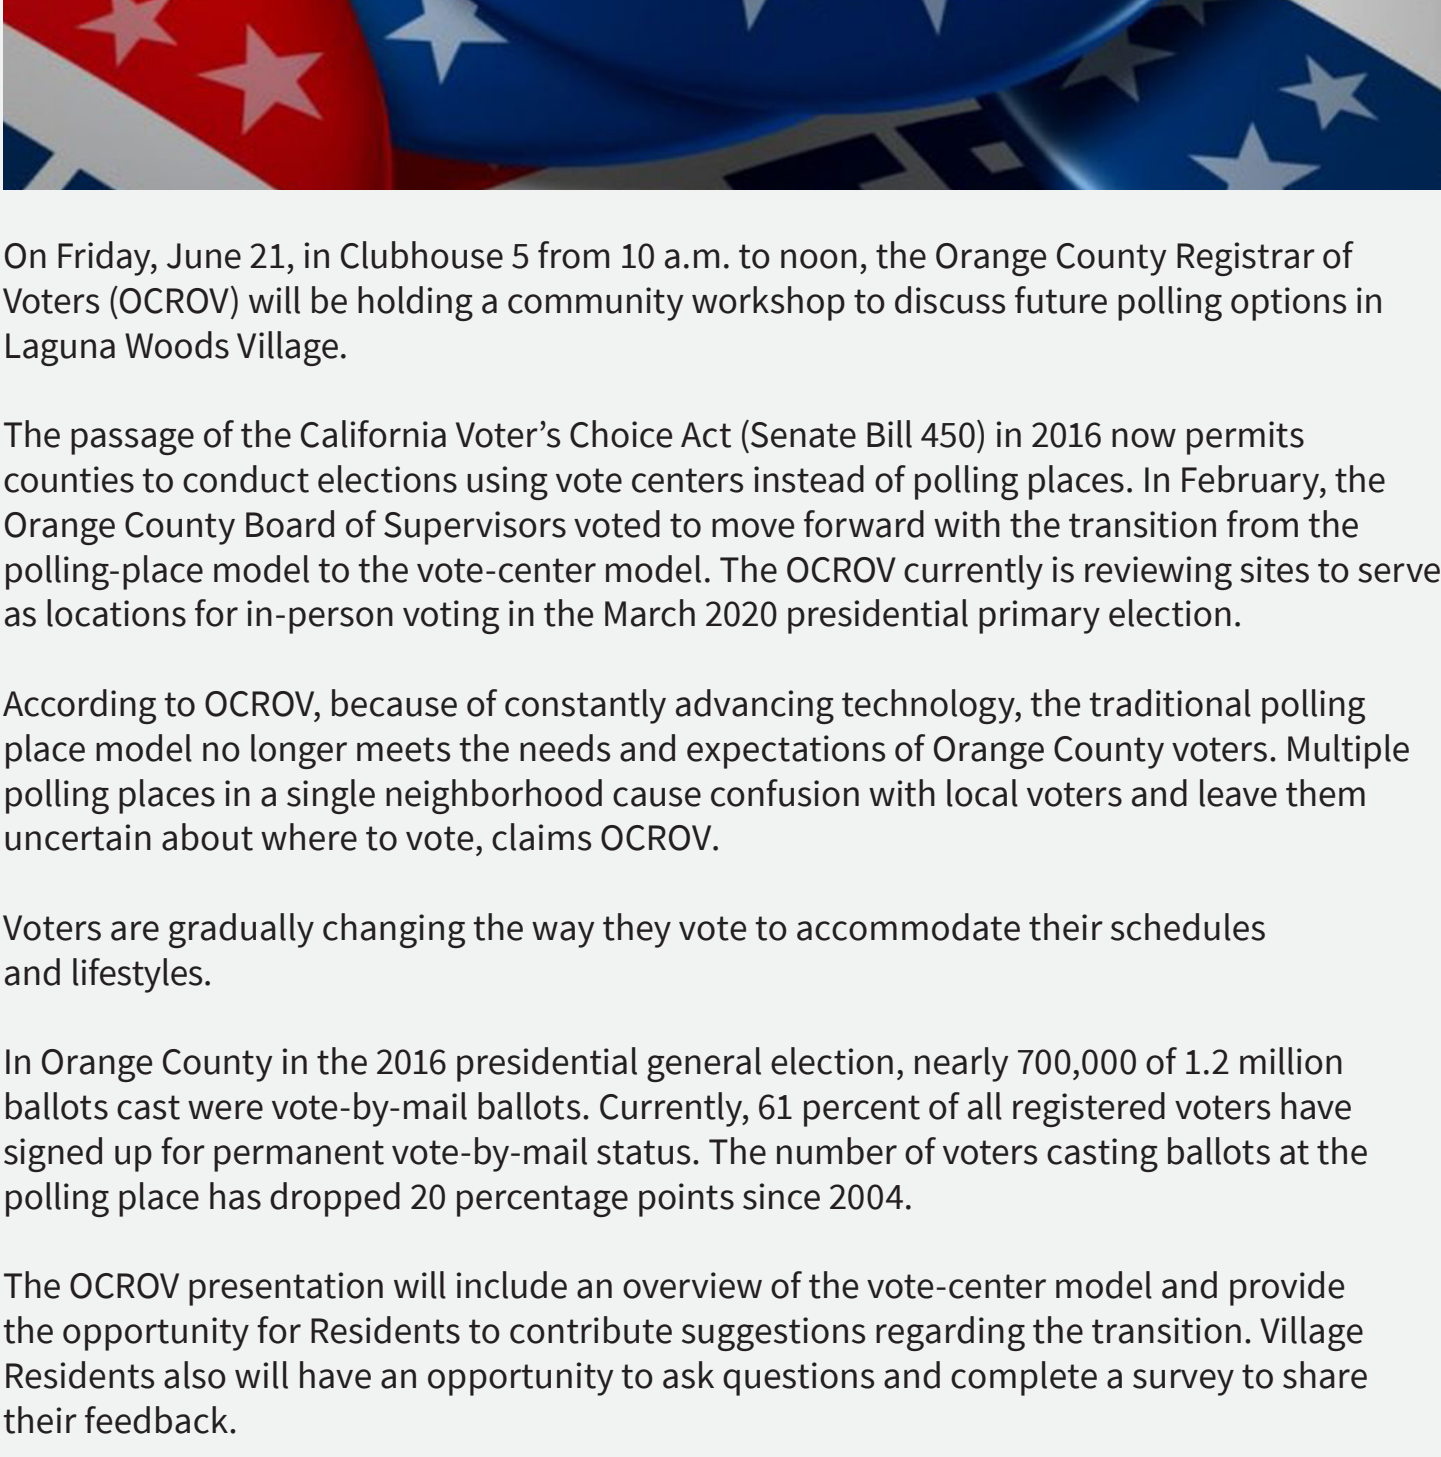 On Friday, June 21, in Clubhouse 5 from 10 a.m. to noon, the Orange County Registrar of
Voters (OCROV) will be holding a community workshop to discuss future polling options in
Laguna Woods Village.
The passage of the California Voter’s Choice Act (Senate Bill 450) in 2016 now permits
counties to conduct elections using vote centers instead of polling places. In February, the
Orange County Board of Supervisors voted to move forward with the transition from the
polling-place model to the vote-center model. The OCROV currently is reviewing sites to serve
as locations for in-person voting in the March 2020 presidential primary election.
According to OCROV, because of constantly advancing technology, the traditional polling
place model no longer meets the needs and expectations of Orange County voters. Multiple
polling places in a single neighborhood cause confusion with local voters and leave them
uncertain about where to vote, claims OCROV.
Voters are gradually changing the way they vote to accommodate their schedules
and lifestyles.
In Orange County in the 2016 presidential general election, nearly 700,000 of 1.2 million
ballots cast were vote-by-mail ballots. Currently, 61 percent of all registered voters have
signed up for permanent vote-by-mail status. The number of voters casting ballots at the
polling place has dropped 20 percentage points since 2004.
The OCROV presentation will include an overview of the vote-center model and provide
the opportunity for Residents to contribute suggestions regarding the transition. Village
Residents also will have an opportunity to ask questions and complete a survey to share
their feedback.